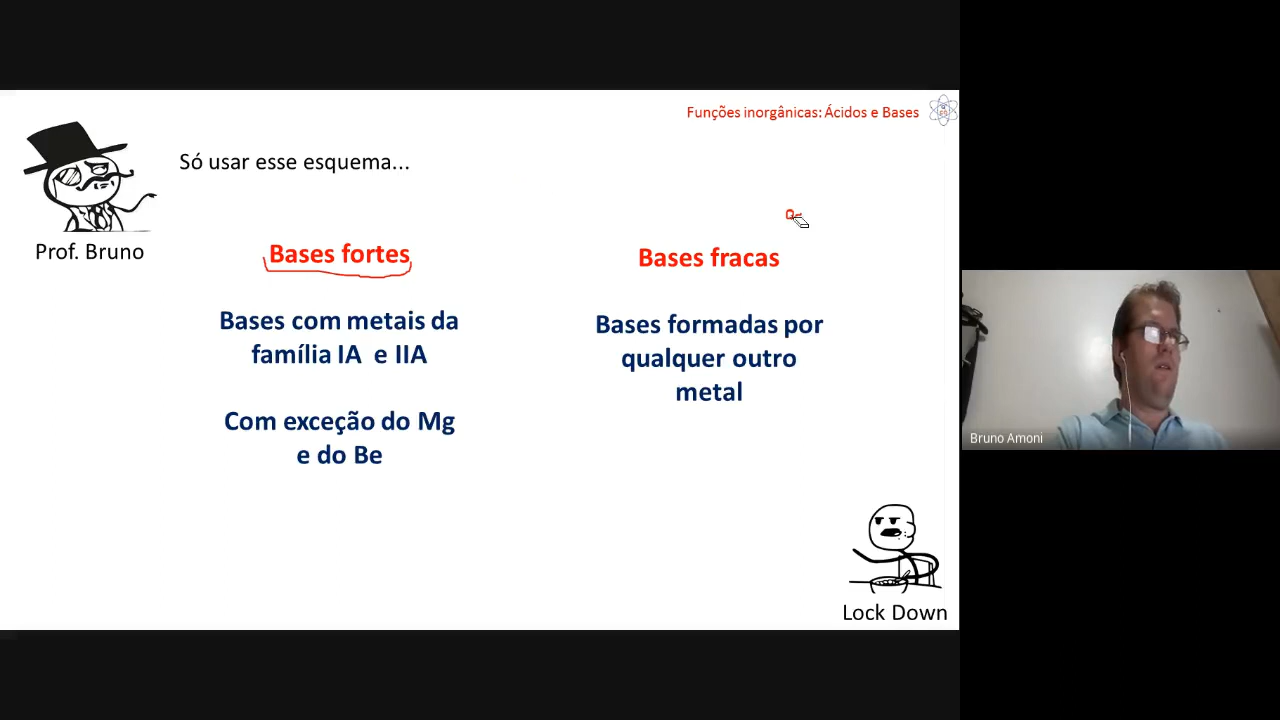 Funções inorgânicas: Ácidos e Bases
Só usar esse esquema...
Prof. Bruno
Bases fortes
Bases com metais da
família IA e IIA
Com exceção do Mg
e do Be
Bases fracas
Bases formadas por
qualquer outro
metal
Bruno Amoni
Lock Down